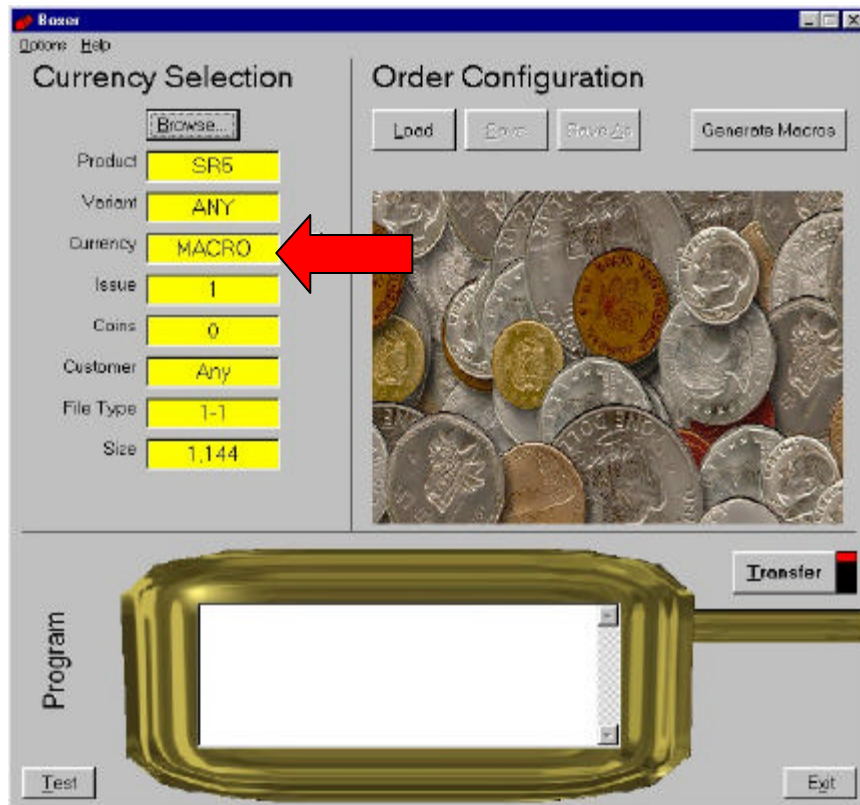 Boxer
Options Help
Currency Selection
Browse...
Product SR5
Variant ANY
Currency MACRO
Issue 1
Coins 0
Customer Any
File Type 1-1
Size 1,144
Order Configuration
Load Save Save As Generate Macros
Transfer
Program
Test
Exit